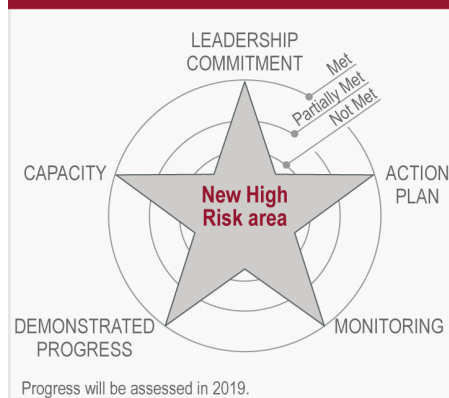 LEADERSHIP
COMMITMENT
Met
Partially Met
Not Met
CAPACITY
ACTION
PLAN
New High
Risk area
DEMONSTRATED
PROGRESS
MONITORING
Progress will be assessed in 2019.